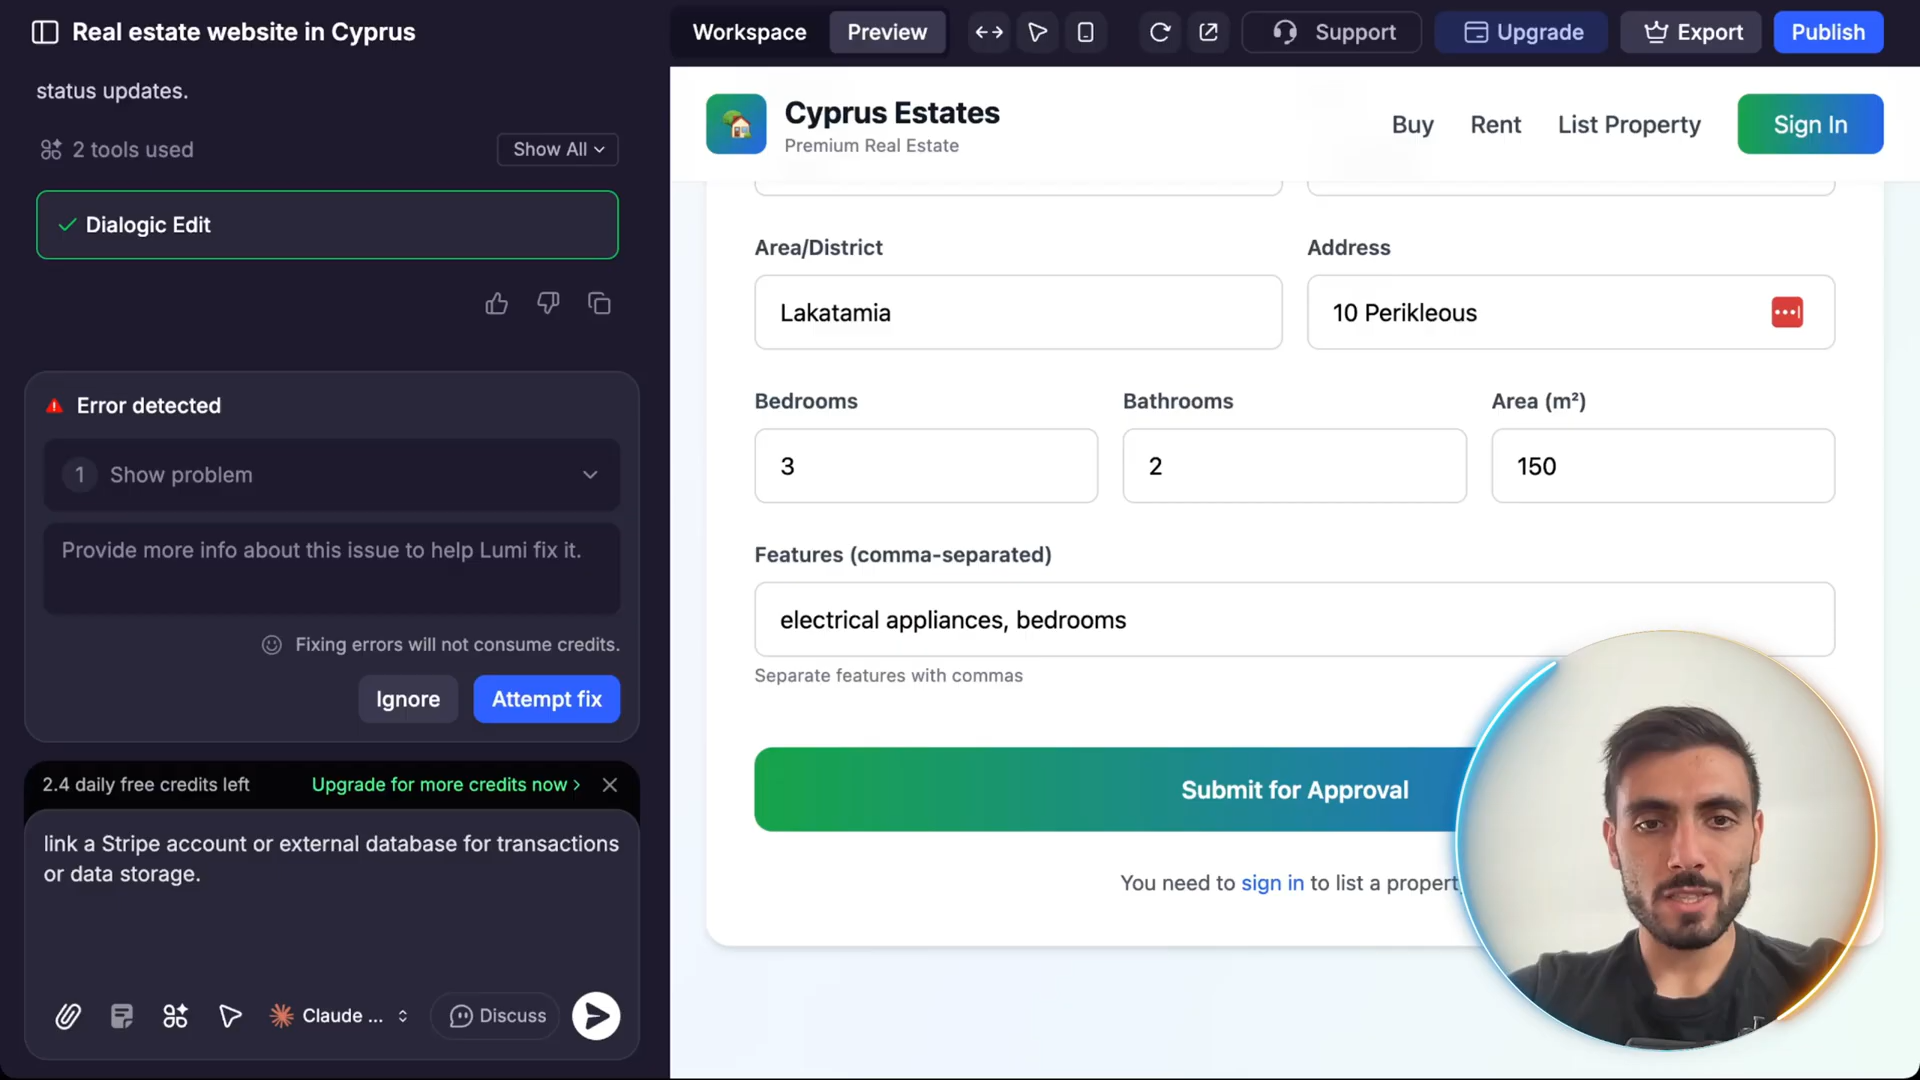 Real estate website in Cyprus
Workspace
Preview
Support
Upgrade
Export
Publish
status updates.
2 tools used
Show All
Dialogic Edit
Error detected
1
Show problem
Provide more info about this issue to help Lumi fix it.
Fixing errors will not consume credits.
Ignore
Attempt fix
2.4 daily free credits left
Upgrade for more credits now >
link a Stripe account or external database for transactions
or data storage.
Claude ...
Discuss
Cyprus Estates
Premium Real Estate
Buy
Rent
List Property
Sign In
Area/District
Address
Lakatamia
10 Perikleous
Bedrooms
Bathrooms
Area (m²)
3
2
150
Features (comma-separated)
electrical appliances, bedrooms
Separate features with commas
Submit for Approval
You need to sign in to list a property